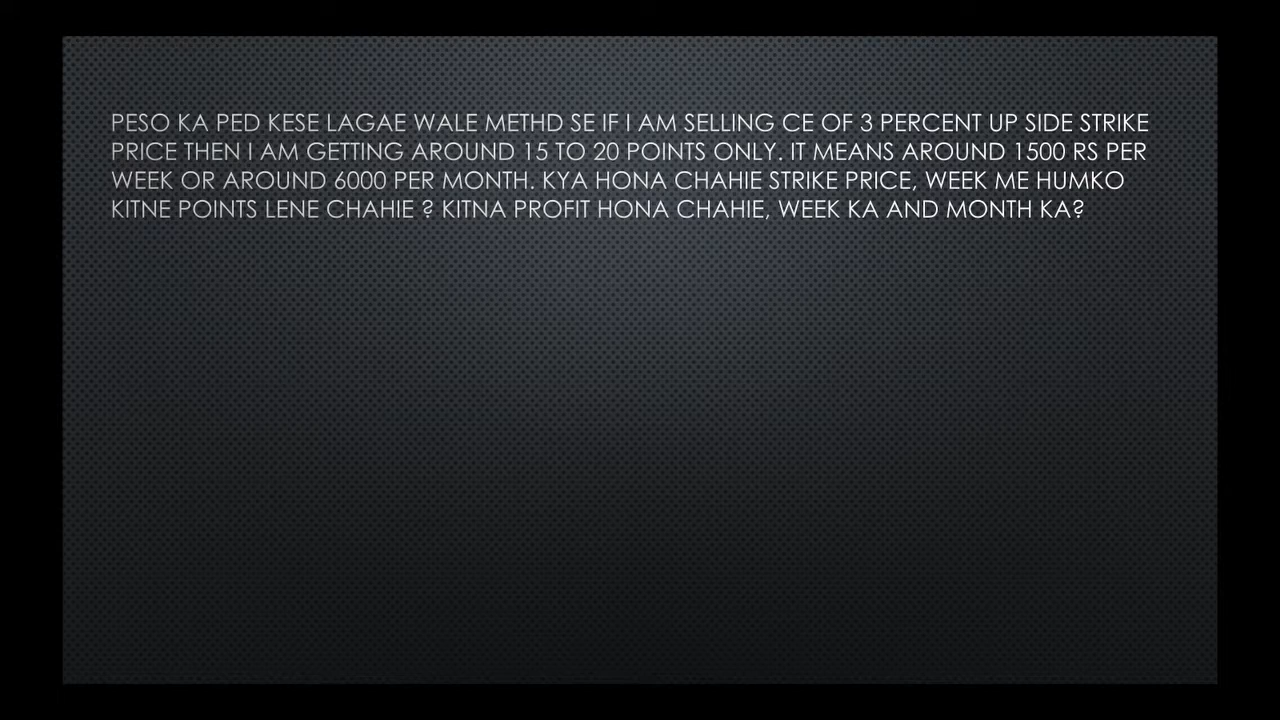 PESO KA PED KESE LAGAE WALE METHD SE IF I AM SELLING CE OF 3 PERCENT UP SIDE STRIKE
PRICE THEN I AM GETTING AROUND 15 TO 20 POINTS ONLY. IT MEANS AROUND 1500 RS PER
WEEK OR AROUND 6000 PER MONTH. KYA HONA CHAHIE STRIKE PRICE, WEEK ME HUMKO
KITNE POINTS LENE CHAHIE ? KITNA PROFIT HONA CHAHIE, WEEK KA AND MONTH KA?